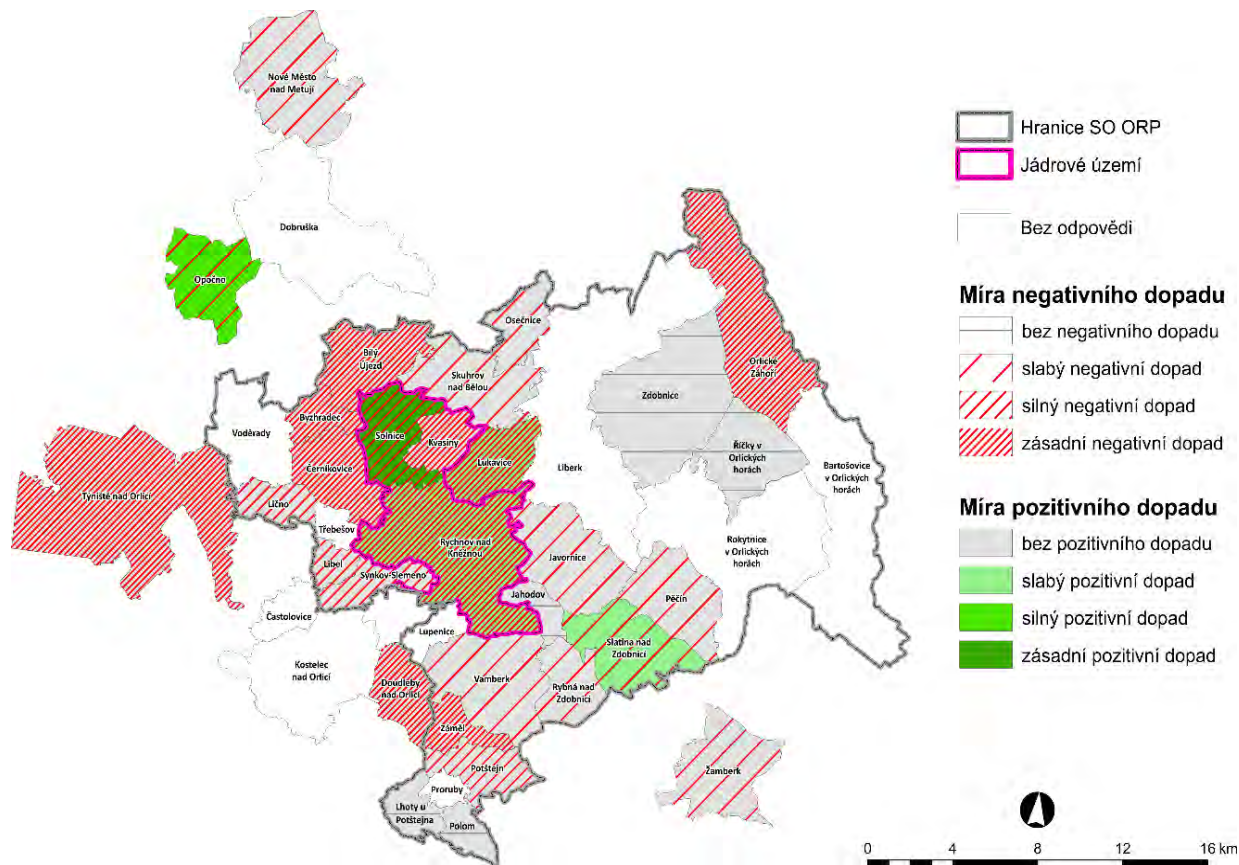 Nové Město
nad Metují
Dobruška
Opočno
Osečnice
Bílý
Újezd
Skuhrov
nad Bělou
Orlické
Záhoří
Zdobnice
Byzhradec
Solnice
Kvasiny
Voděrady
Lukavice
Liberk
Říčky v
Orlických
horách
Bartošovice
v Orlických
horách
Černíkovice
Týniště nad Orlicí
Lično
Třebešov
Rychnov nad
Kněžnou
Rokytnice
v Orlických
horách
Javornice
Libel
Synkov-Slemeno
Pěčín
Jahodov
Častolovice
Lupenice
Slatina nad
Zdobnicí
Kostelec
nad Orlicí
Vamberk
Rybná nad
Zdobnicí
Doudleby
nad Orlicí
Záměl
Potštejn
Žamberk
Proruby
Lhoty u
Potštejna
Polom
Hranice SO ORP
Jádrové území
Bez odpovědi
Míra negativního dopadu
bez negativního dopadu
slabý negativní dopad
silný negativní dopad
zásadní negativní dopad
Míra pozitivního dopadu
bez pozitivního dopadu
slabý pozitivní dopad
silný pozitivní dopad
zásadní pozitivní dopad
0 4 8 12 16 km